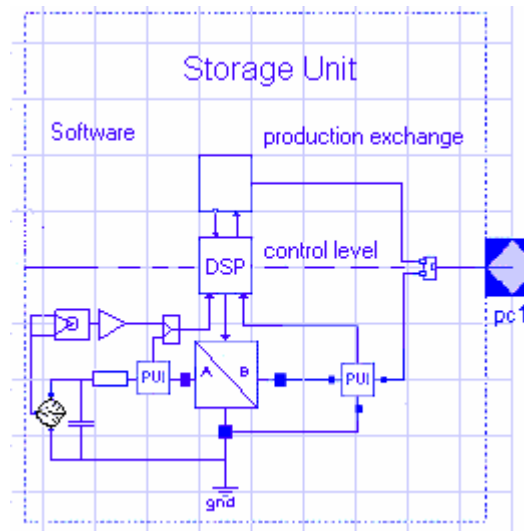 Storage Unit
Software
production exchange
control level
DSP
pc1
A
B
PUI
PUI
gnd